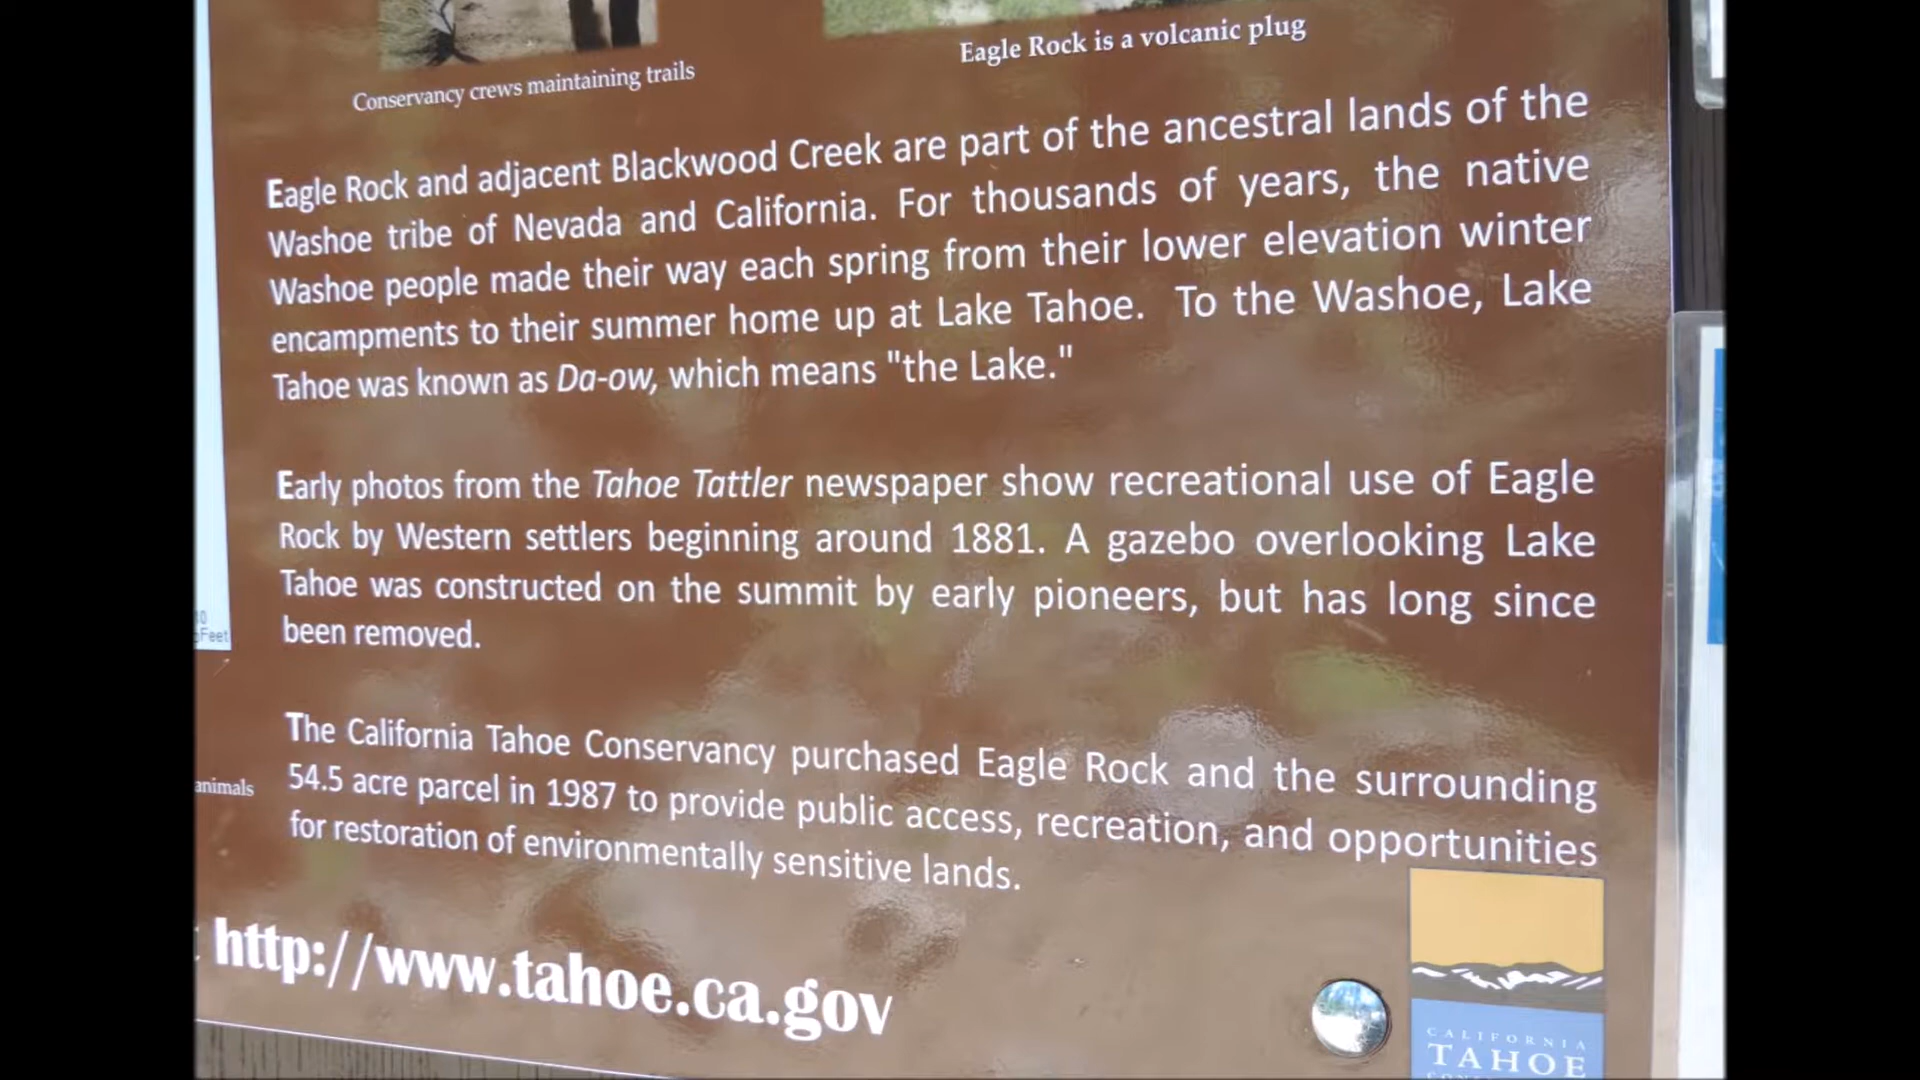 Conservancy crews maintaining trails
Eagle Rock is a volcanic plug
Eagle Rock and adjacent Blackwood Creek are part of the ancestral lands of the
Washoe tribe of Nevada and California. For thousands of years, the native
Washoe people made their way each spring from their lower elevation winter
encampments to their summer home up at Lake Tahoe. To the Washoe, Lake
Tahoe was known as Da-ow, which means "the Lake."
Early photos from the Tahoe Tattler newspaper show recreational use of Eagle
Rock by Western settlers beginning around 1881. A gazebo overlooking Lake
Tahoe was constructed on the summit by early pioneers, but has long since
been removed.
Feet
The California Tahoe Conservancy purchased Eagle Rock and the surrounding
54.5 acre parcel in 1987 to provide public access, recreation, and opportunities
for restoration of environmentally sensitive lands.
animals
http://www.tahoe.ca.gov
CALIFORNIA
TAHOE